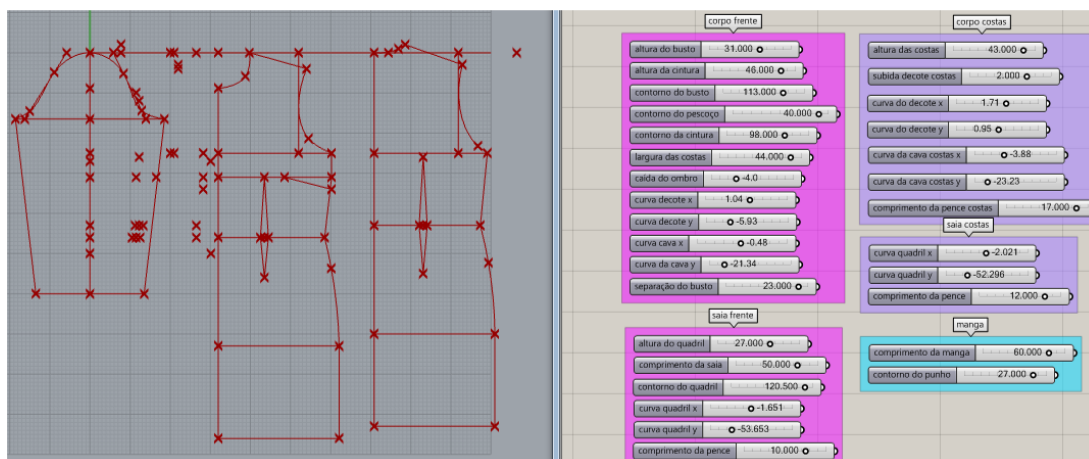 corpo frente
altura do busto 31.000
altura da cintura 46.000
contorno do busto 113.000
contorno do pescoço 40.000
contorno da cintura 98.000
largura das costas 44.000
caída do ombro -4.0
curva decote x 1.04
curva decote y -5.93
curva cava x -0.48
curva da cava y -21.34
separação do busto 23.000
saia frente
altura do quadril 27.000
comprimento da saia 50.000
contorno do quadril 120.500
curva quadril x -1.651
curva quadril y -53.653
comprimento da pence 10.000
corpo costas
altura das costas 43.000
subida decote costas 2.000
curva do decote x 1.71
curva do decote y 0.95
curva da cava costas x -3.88
curva da cava costas y -23.23
comprimento da pence costas 17.000
saia costas
curva quadril x -2.021
curva quadril y -52.296
comprimento da pence 12.000
manga
comprimento da manga 60.000
contorno do punho 27.000